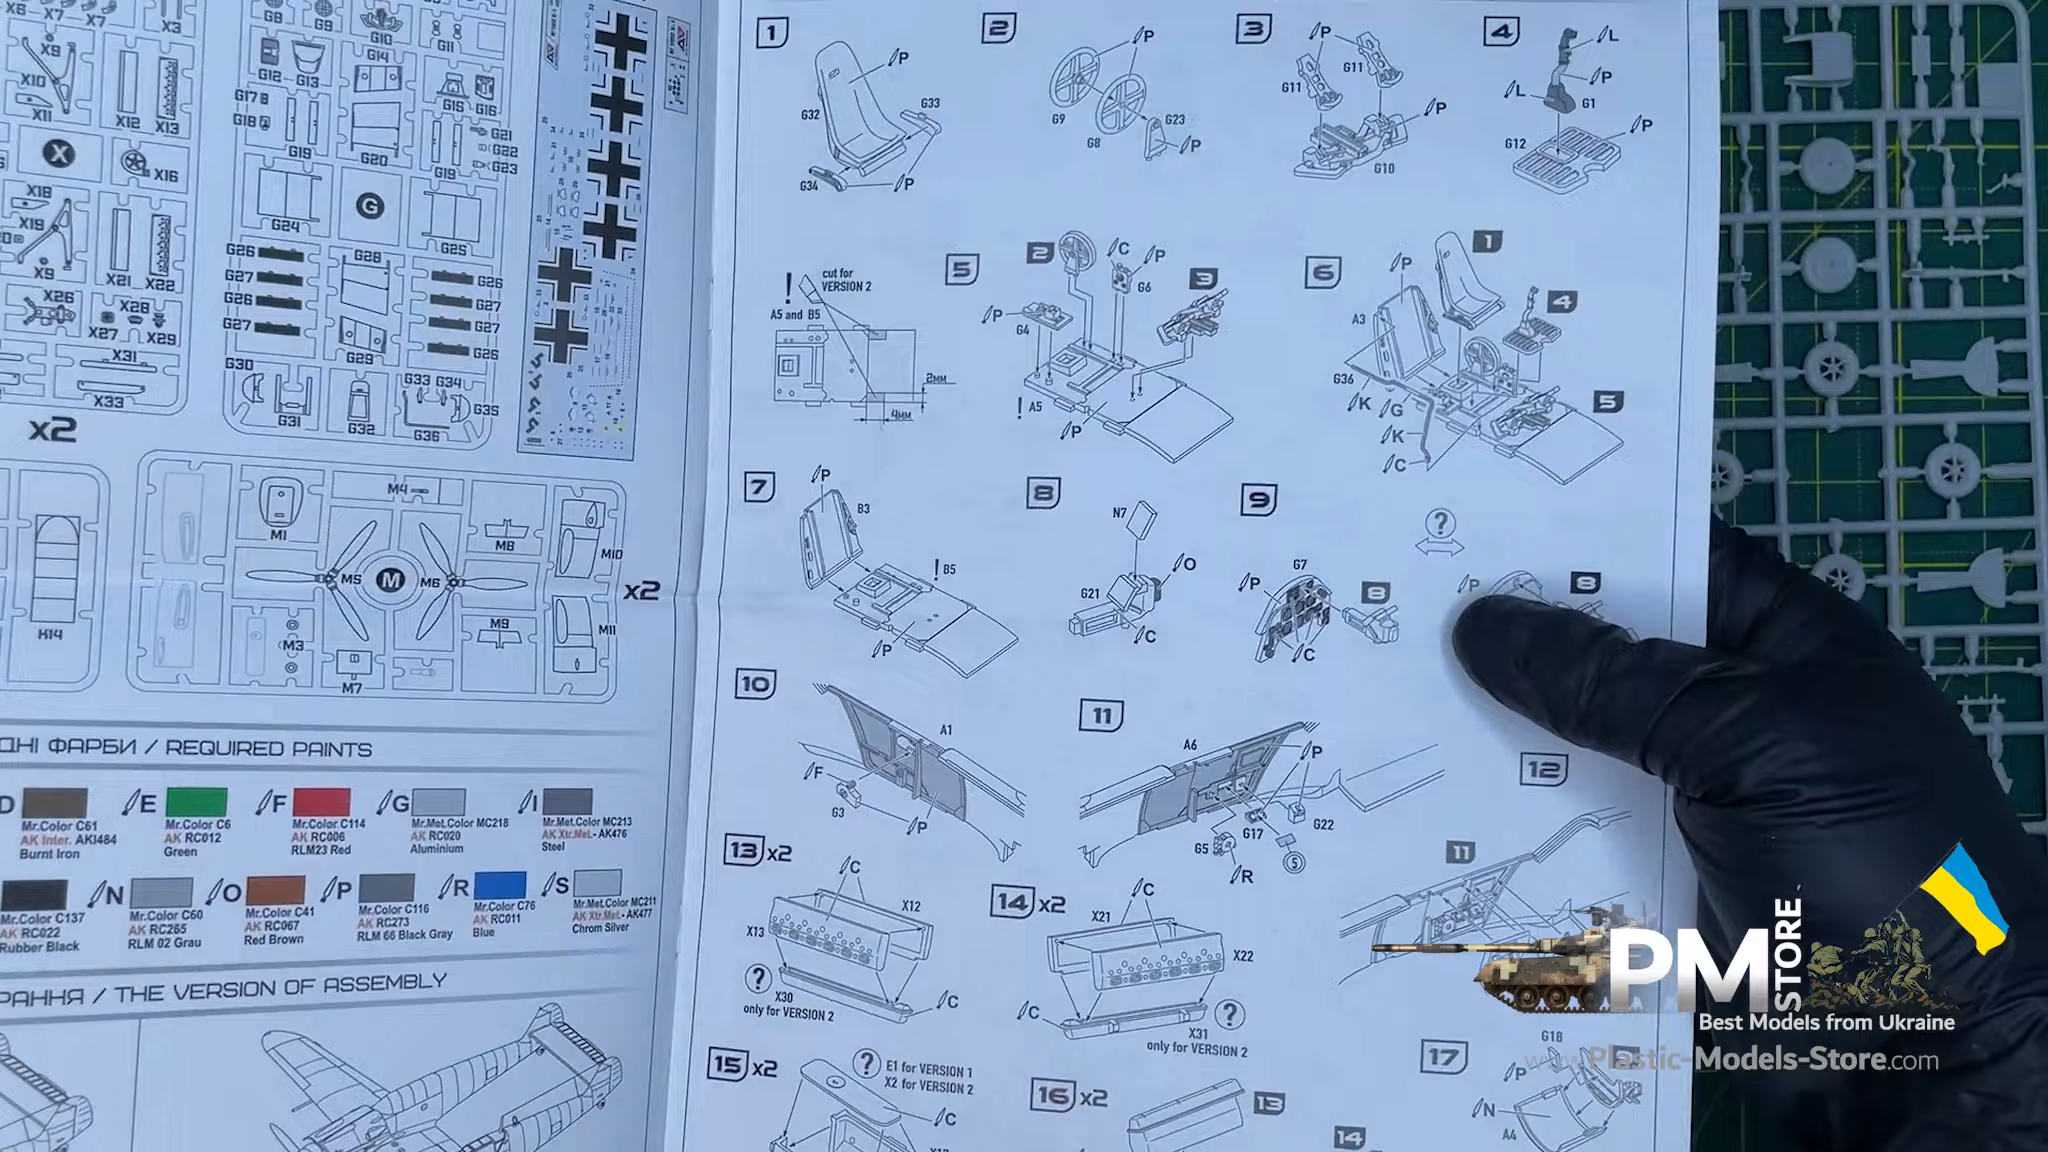 X6
X7
X7
X3
X9
X10
X11
X12
X13
X
X16
X18
X19
X9
X21
X22
X26
X27
X28
X29
X31
X33
x2
G8
G9
G10
G11
G12
G13
G14
G15
G16
G17
G18
G19
G20
G19
G21
G22
G23
G24
G
G25
G26
G27
G26
G27
G28
G26
G27
G27
G26
G29
G30
G31
G32
G33
G34
G35
G36
K14
M1
M4
M5
M
M6
M8
M10
M3
M7
M9
M11
x2
ДНІ ФАРБИ / REQUIRED PAINTS
D
Mr.Color C61
AK Inter. AKI484
Burnt Iron
E
Mr.Color C6
AK RC012
Green
F
Mr.Color C114
AK RC006
RLM23 Red
G
Mr.Met.Color MC218
AK RC020
Aluminium
I
Mr.Met.Color MC213
AK Xtr.Met.- AK476
Steel
Mr.Color C137
AK RC022
Rubber Black
N
Mr.Color C60
AK RC265
RLM 02 Grau
O
Mr.Color C41
AK RC067
Red Brown
P
Mr.Color C116
AK RC273
RLM 66 Black Gray
R
Mr.Color C76
AK RC011
Blue
S
Mr.Met.Color MC211
AK Xtr.Met.- AK477
Chrom Silver
РАННЯ / THE VERSION OF ASSEMBLY
1
P
G32
G33
G34
P
2
P
G9
G8
G23
P
3
P
G11
G11
P
G10
4
L
P
L
G1
P
G12
! cut for
VERSION 2
A5 and B5
2мм
4мм
5
2
C
P
G6
3
P
G4
! A5
P
6
1
P
A3
4
G36
K
G
K
C
5
7
P
B3
! B5
P
8
N7
O
G21
C
9
G7
P
8
C
?
P
8
10
A1
F
G3
P
11
A6
P
G17
G22
G5
5
R
12
11
13 x2
C
X12
X13
?
X30
only for VERSION 2
C
14 x2
C
X21
X22
C
X31
?
only for VERSION 2
15 x2
? E1 for VERSION 1
X2 for VERSION 2
C
16 x2
13
14
17
G18
P
N
A4
PM STORE.
Best Models from Ukraine
www.Plastic-Models-Store.com